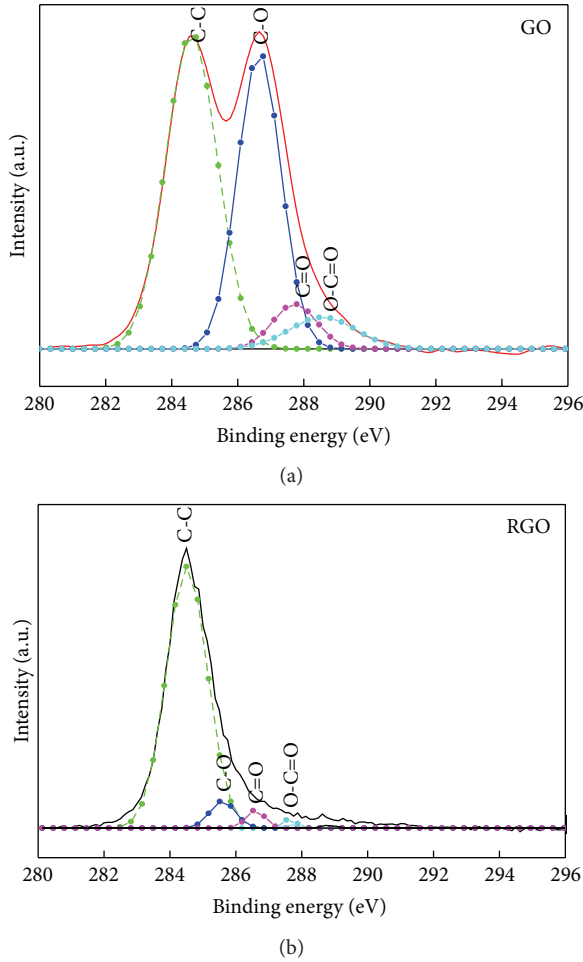 GO
C-C
C-O
C=O
O-C=O
Intensity (a.u.)
280 282 284 286 288 290 292 294 296
Binding energy (eV)
(a)
RGO
C-C
C-O
C=O
O-C=O
Intensity (a.u.)
280 282 284 286 288 290 292 294 296
Binding energy (eV)
(b)